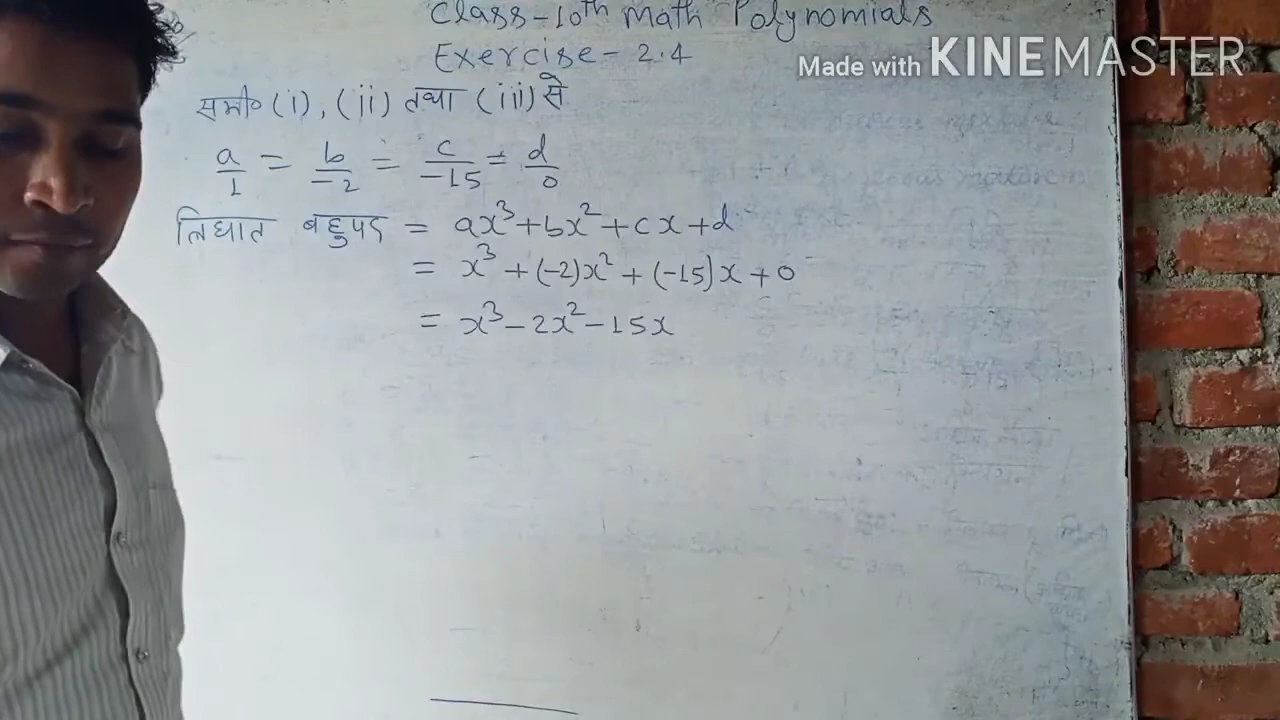 Class-10th Math Polynomials
Exercise - 2.4
Made with KINEMASTER
समी० (i), (ii) तथा (iii) से
a/1 = b/-2 = c/-15 = d/0
त्रिघात बहुपद = ax³ + bx² + cx + d
= x³ + (-2)x² + (-15)x + 0
= x³ - 2x² - 15x